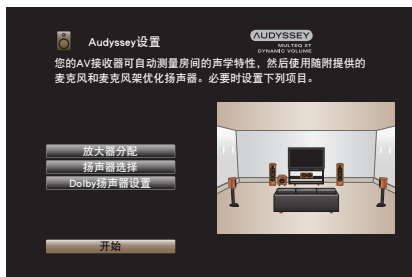 Audyssey设置
AUDYSSEY
MULTEQ XT
DYNAMIC VOLUME
您的AV接收器可自动测量房间的声学特性，然后使用随附提供的
麦克风和麦克风架优化扬声器。必要时设置下列项目。
放大器分配
扬声器选择
Dolby扬声器设置
开始